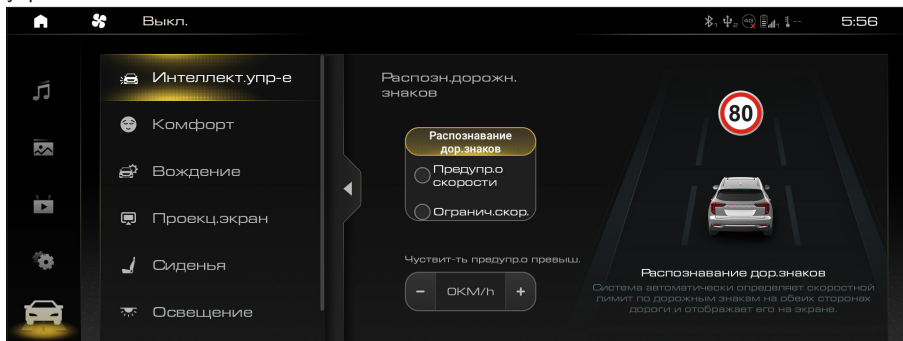 Выкл.
5:56
Интеллект.упр-е
Комфорт
Вождение
Проекц.экран
Сиденья
Освещение
Распозн.дорожн.
знаков
Распознавание
дор.знаков
Предупр.о
скорости
Огранич.скор.
Чуствит-ть предупр.о превыш.
- 0KM/h +
80
Распознавание дор.знаков
Система автоматически определяет скоростной
лимит по дорожным знакам на обеих сторонах
дороги и отображает его на экране.